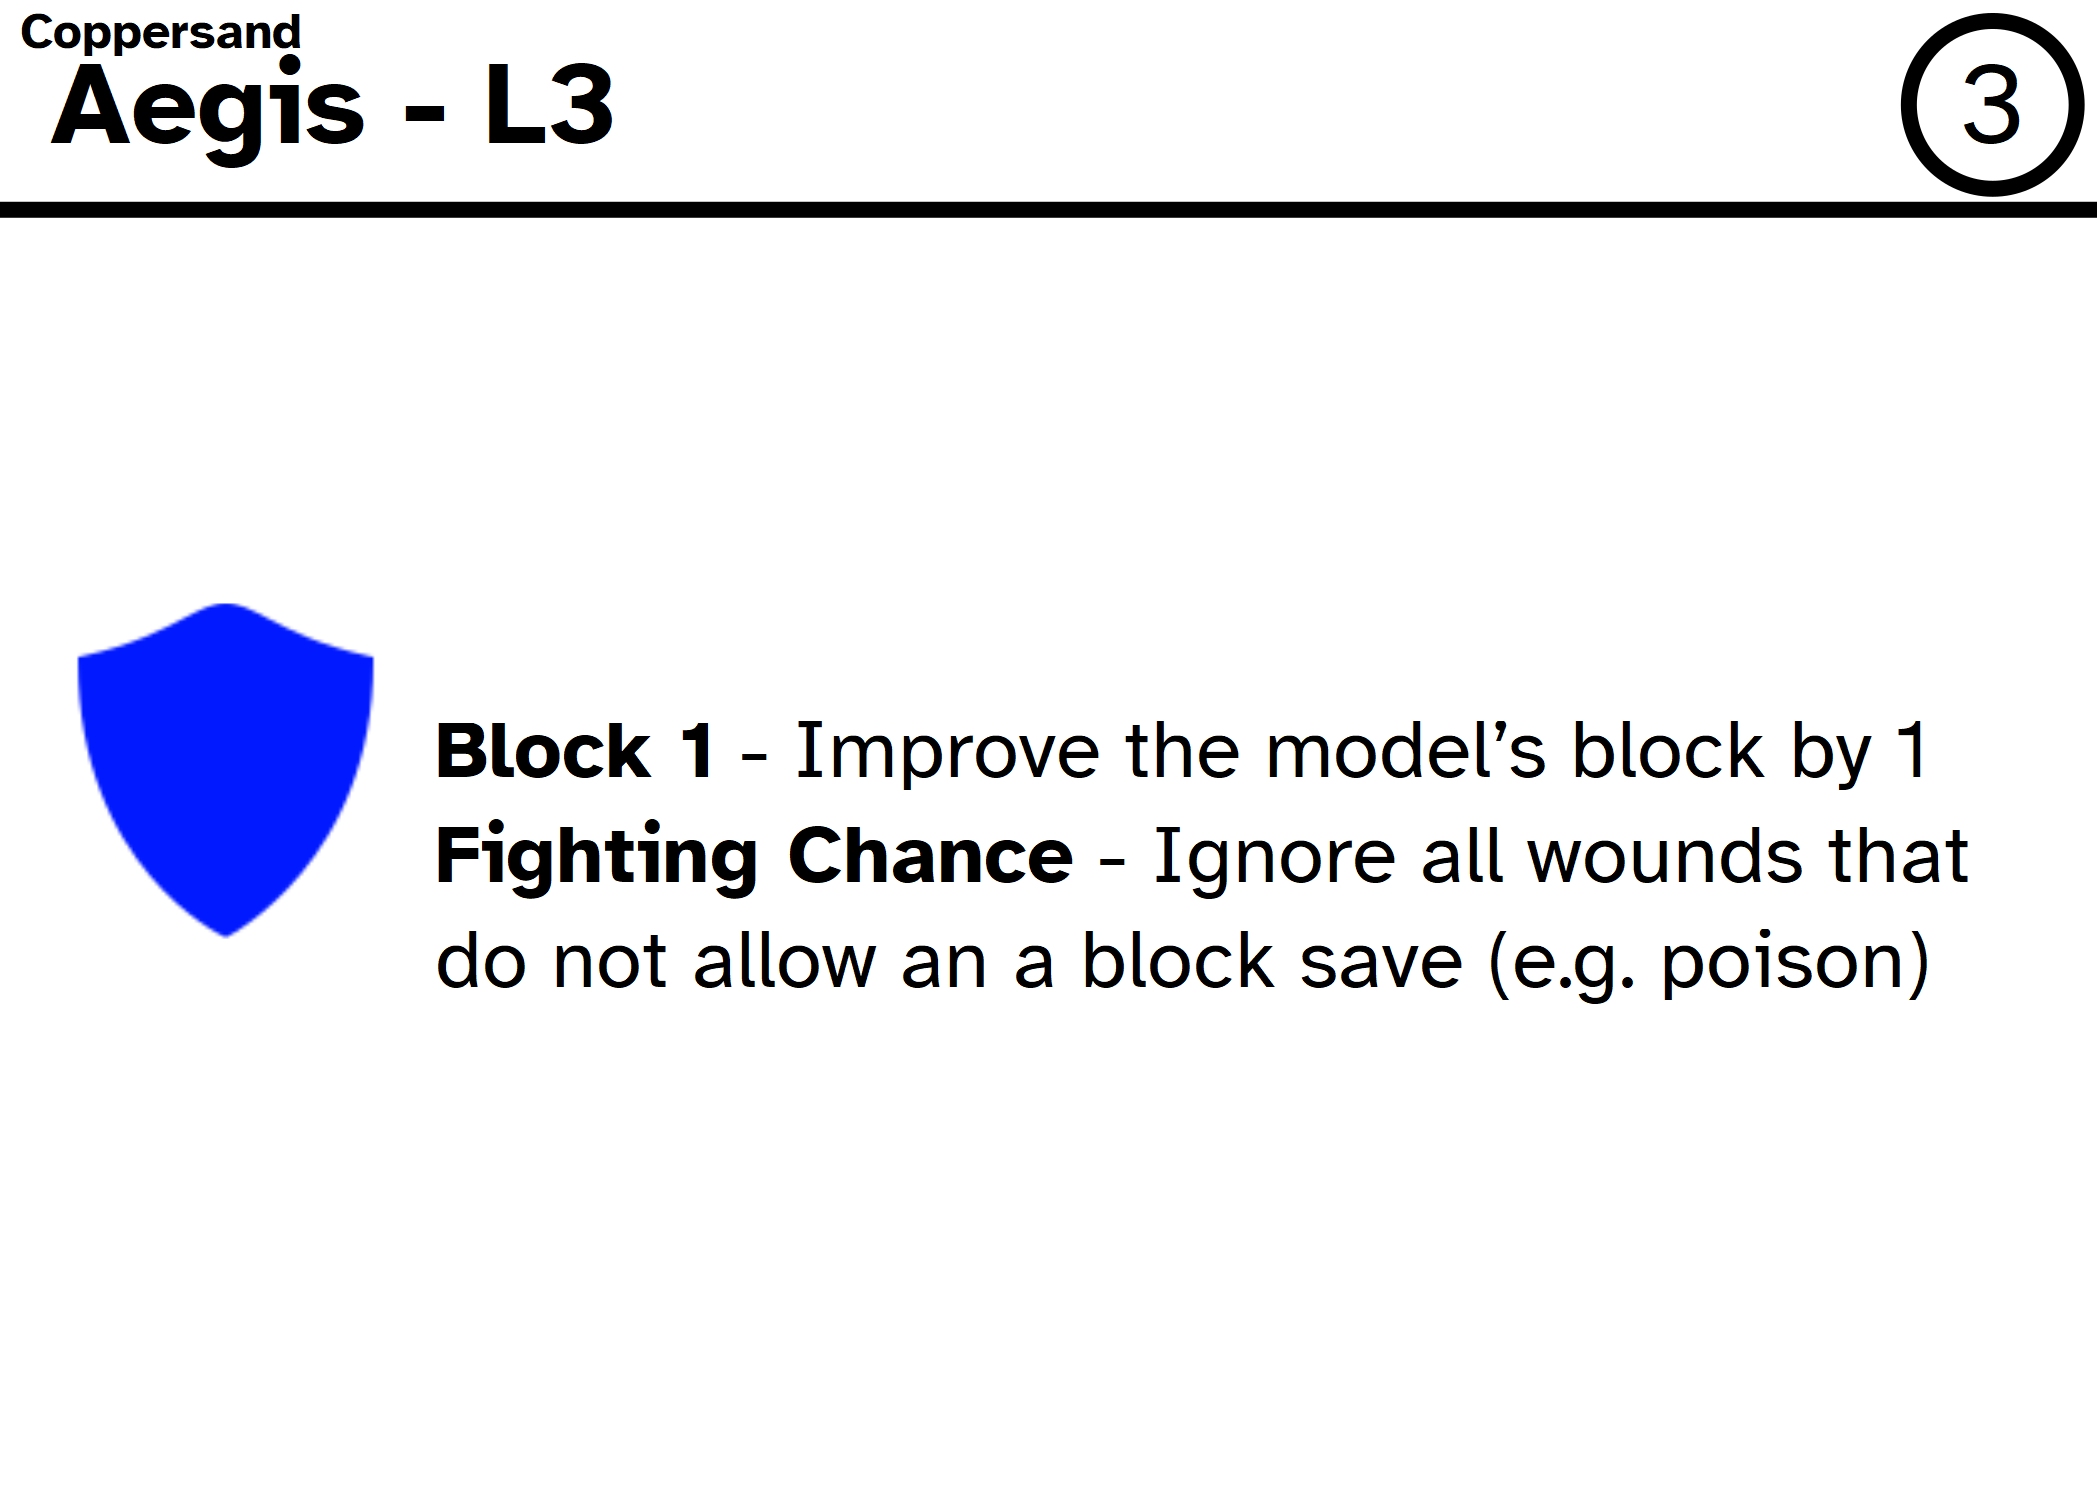 Coppersand
Aegis - L3
3
Block 1 - Improve the model’s block by 1
Fighting Chance - Ignore all wounds that
do not allow an a block save (e.g. poison)